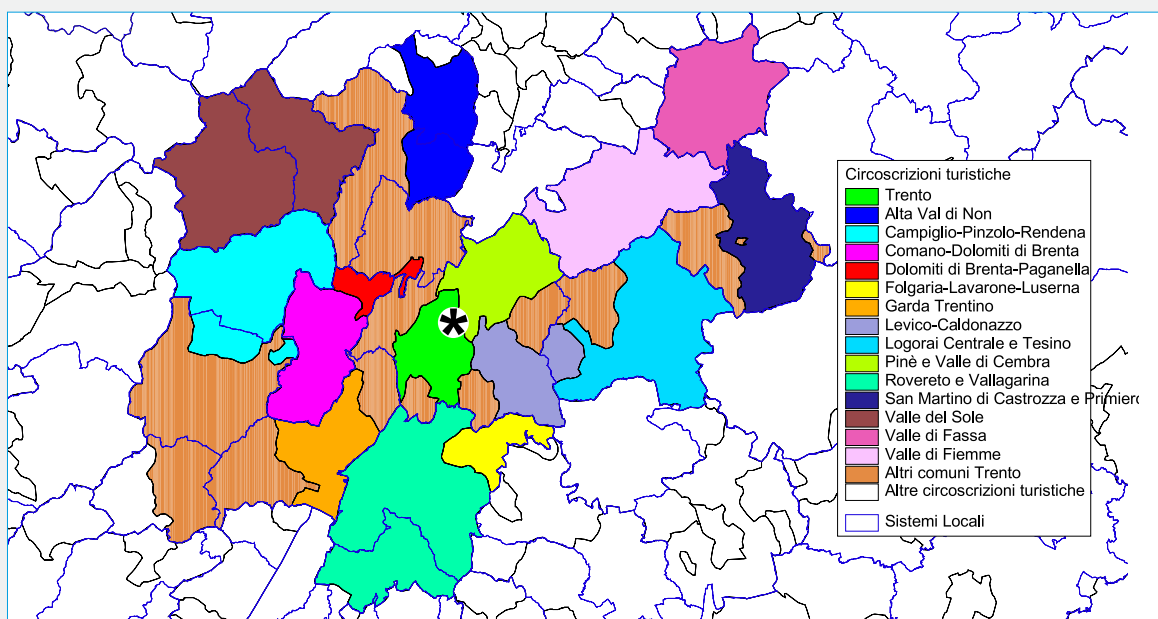 Circoscrizioni turistiche
Trento
Alta Val di Non
Campiglio-Pinzolo-Rendena
Comano-Dolomiti di Brenta
Dolomiti di Brenta-Paganella
Folgaria-Lavarone-Luserna
Garda Trentino
Levico-Caldonazzo
Logorai Centrale e Tesino
Pinè e Valle di Cembra
Rovereto e Vallagarina
San Martino di Castrozza e Primiero
Valle del Sole
Valle di Fassa
Valle di Fiemme
Altri comuni Trento
Altre circoscrizioni turistiche
Sistemi Locali